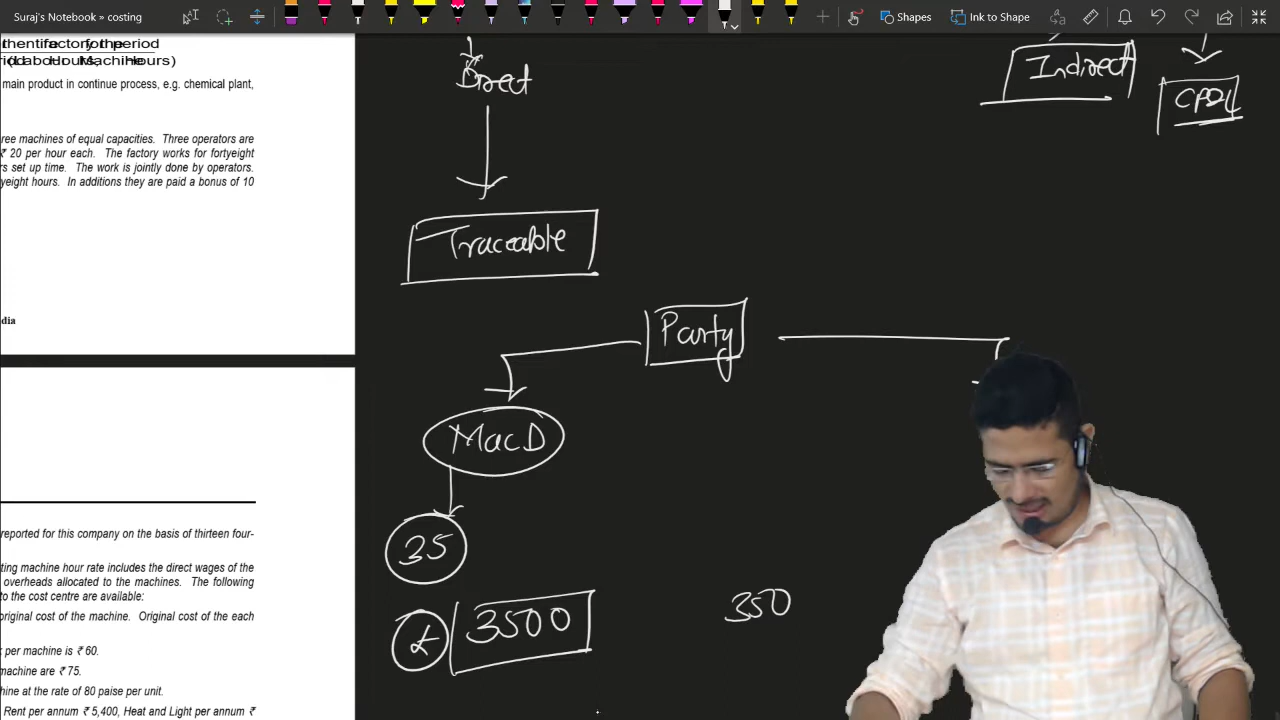 Suraj's Notebook » costing
Shapes
Ink to Shape
main product in continue process, e.g. chemical plant,
ree machines of equal capacities. Three operators are
₹ 20 per hour each. The factory works for fortyeight
rs set up time. The work is jointly done by operators.
yeight hours. In additions they are paid a bonus of 10
dia
reported for this company on the basis of thirteen four-
ting machine hour rate includes the direct wages of the
overheads allocated to the machines. The following
to the cost centre are available:
original cost of the machine. Original cost of the each
per machine is ₹ 60.
machine are ₹ 75.
hine at the rate of 80 paise per unit.
Rent per annum ₹ 5,400, Heat and Light per annum ₹
Direct
Indirect
Traceable
Party
MacD
35
3500
350